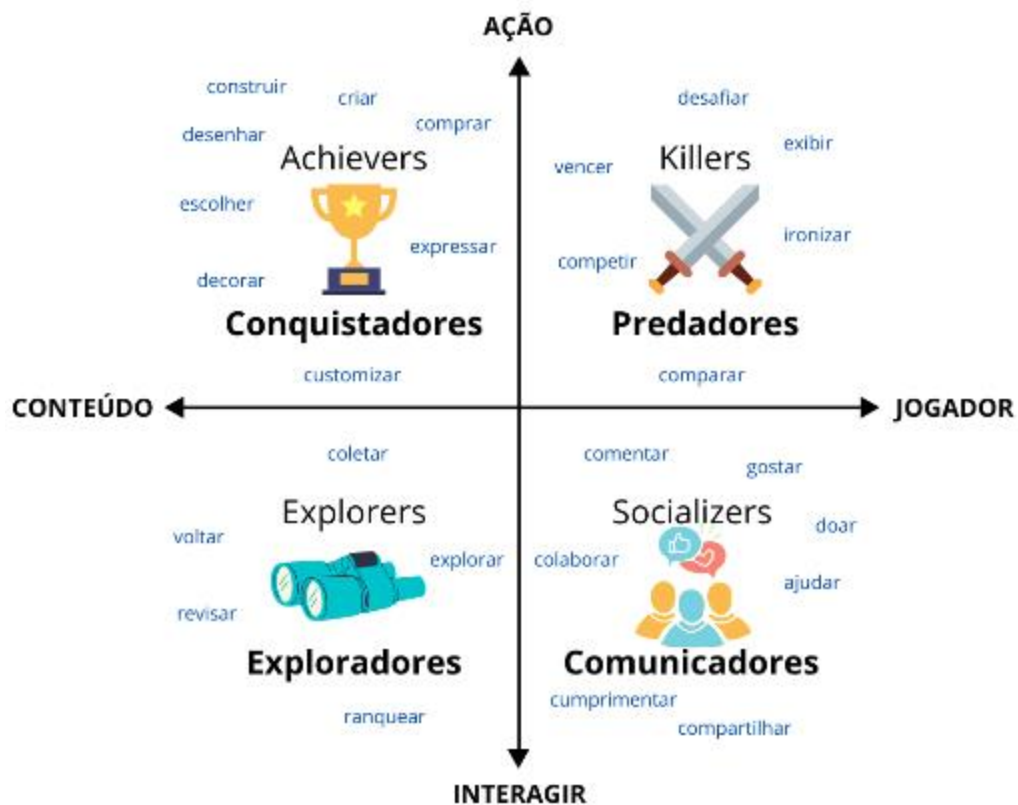 AÇÃO
construir
criar
comprar
desenhar
Achievers
escolher
expressar
decorar
Conquistadores
customizar
desafiar
exibir
vencer
Killers
ironizar
competir
Predadores
comparar
CONTEÚDO
JOGADOR
coletar
Explorers
voltar
explorar
revisar
Exploradores
ranquear
comentar
gostar
Socializers
doar
colaborar
ajudar
Comunicadores
cumprimentar
compartilhar
INTERAGIR